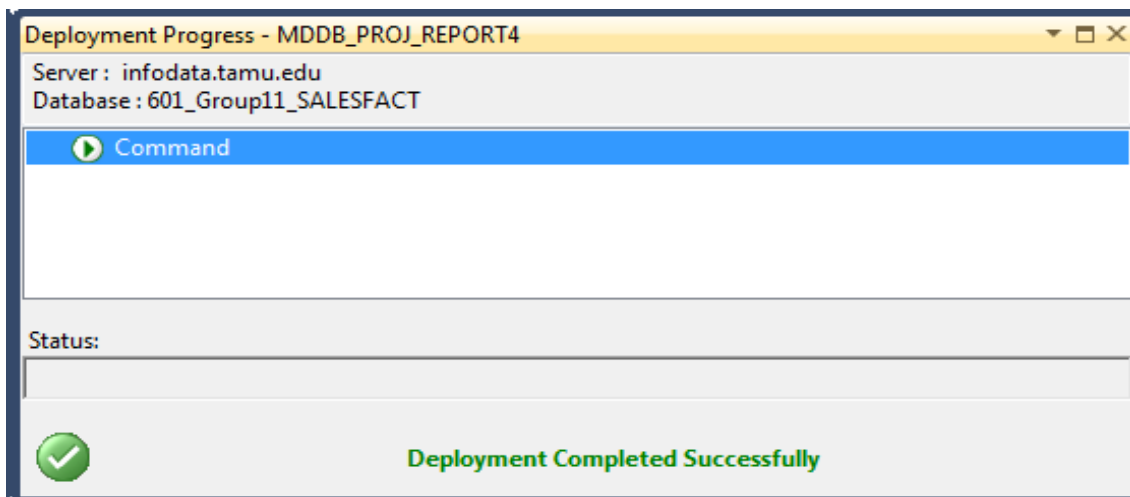 Deployment Progress - MDDB_PROJ_REPORT4
Server : infodata.tamu.edu
Database : 601_Group11_SALESFACT
Command
Status:
Deployment Completed Successfully